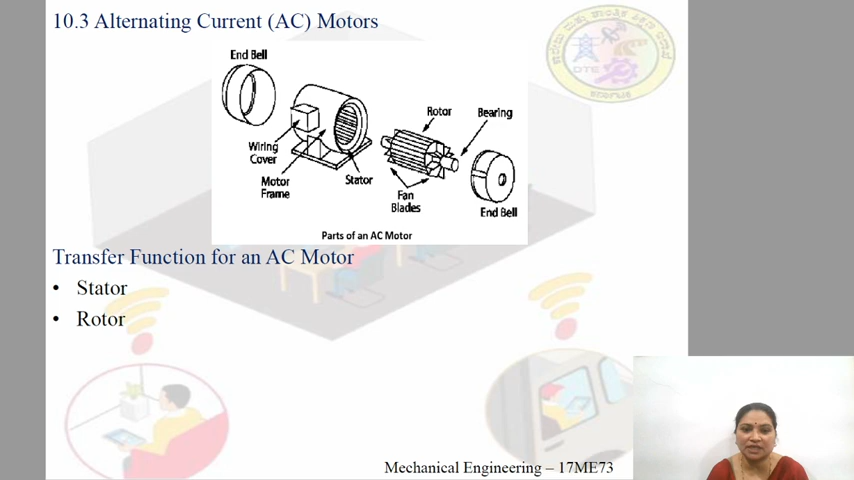 10.3 Alternating Current (AC) Motors
End Bell
Rotor
Bearing
Wiring
Cover
Motor
Frame
Stator
Fan
Blades
End Bell
Parts of an AC Motor
Transfer Function for an AC Motor
• Stator
• Rotor
DTE
Mechanical Engineering – 17ME73